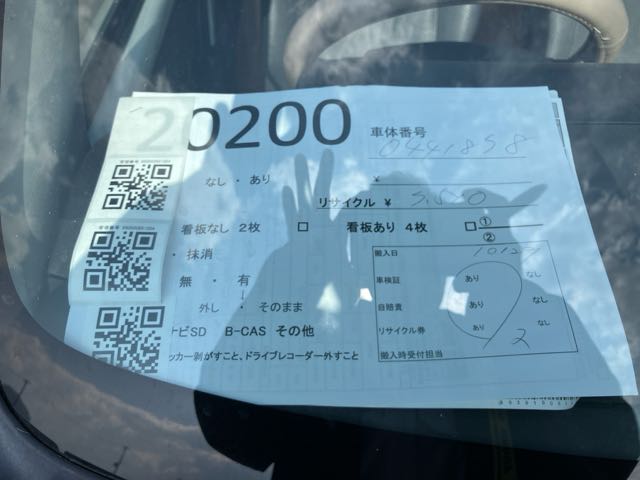 20200
車体番号 0441898
なし ・ あり ¥
リサイクル ¥
看板なし 2枚 □ 看板あり 4枚 □ ①
②
・ 抹消
搬入日
無 ・ 有
車検証 あり なし
↓
自賠責 あり なし
外し ・ そのまま
リサイクル券 あり なし
ナビSD B-CAS その他
12
搬入時受付担当
ッカー剥がすこと、ドライブレコーダー外すこと